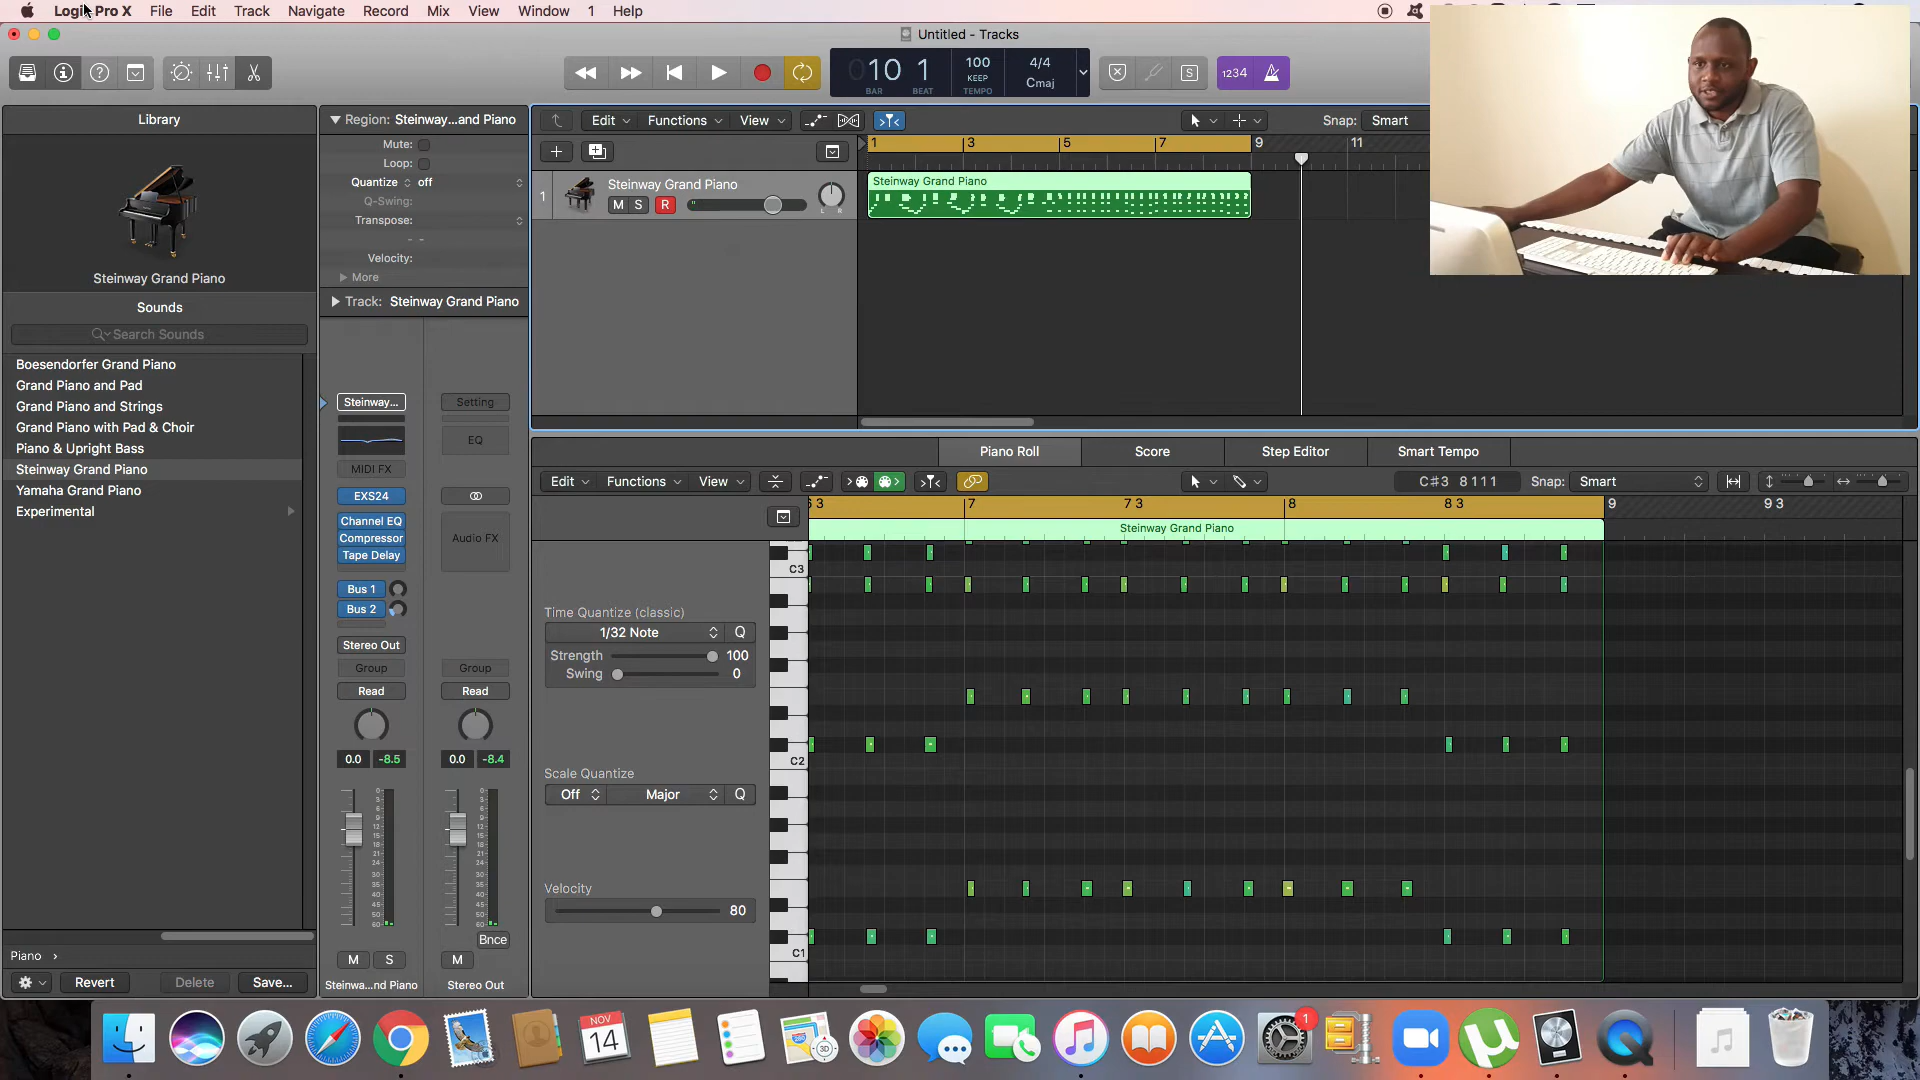 Logic Pro X File Edit Track Navigate Record Mix View Window 1 Help
Untitled - Tracks
10 1
BAR BEAT
100
KEEP
TEMPO
4/4
Cmaj
1234
Library
Steinway Grand Piano
Sounds
Search Sounds
Boesendorfer Grand Piano
Grand Piano and Pad
Grand Piano and Strings
Grand Piano with Pad & Choir
Piano & Upright Bass
Steinway Grand Piano
Yamaha Grand Piano
Experimental
Piano
Revert Delete Save...
Region: Steinway...and Piano
Mute:
Loop:
Quantize off
Q-Swing:
Transpose:
Velocity:
More
Track: Steinway Grand Piano
Steinway... Setting
EQ
MIDI FX
EXS24
Channel EQ
Compressor Audio FX
Tape Delay
Bus 1
Bus 2
Stereo Out
Group Group
Read Read
0.0 -8.5 0.0 -8.4
Bnce
M S M
Steinwa...nd Piano Stereo Out
Edit Functions View Snap: Smart
1 3 5 7 9 11
1 Steinway Grand Piano
M S R
L R
Steinway Grand Piano
Piano Roll Score Step Editor Smart Tempo
Edit Functions View C#3 8111 Snap: Smart
6 3 7 7 3 8 8 3 9 9 3
Steinway Grand Piano
Time Quantize (classic)
1/32 Note Q
Strength 100
Swing 0
Scale Quantize
Off Major Q
Velocity
80
C3
C2
C1
NOV
14
3D
1